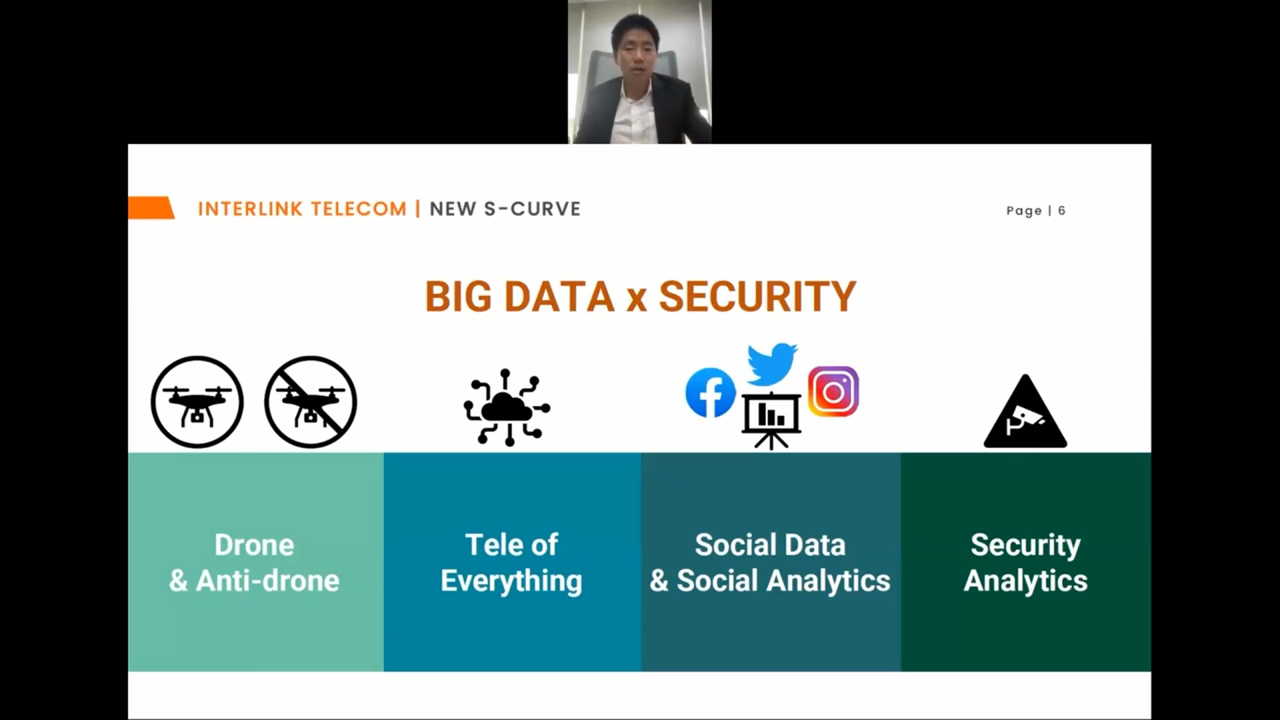 INTERLINK TELECOM | NEW S-CURVE
Page | 6
BIG DATA x SECURITY
Drone
& Anti-drone
Tele of
Everything
Social Data
& Social Analytics
Security
Analytics